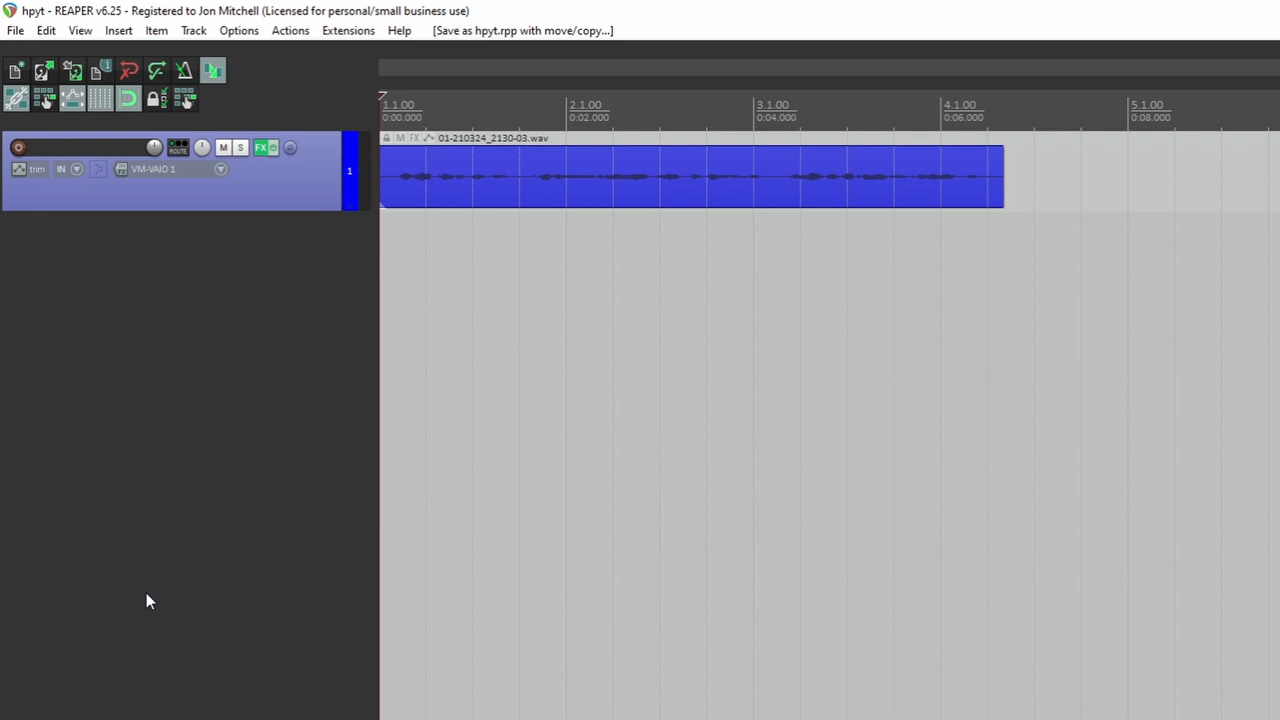 hpyt - REAPER v6.25 - Registered to Jon Mitchell (Licensed for personal/small business use)
File Edit View Insert Item Track Options Actions Extensions Help [Save as hpyt.rpp with move/copy...]
1.1.00 2.1.00 3.1.00 4.1.00 5.1.00
0:00.000 0:02.000 0:04.000 0:06.000 0:08.000
M FX 01-210324_2130-03.wav
ROUTE M S FX
trim IN VM-VAIO 1
1